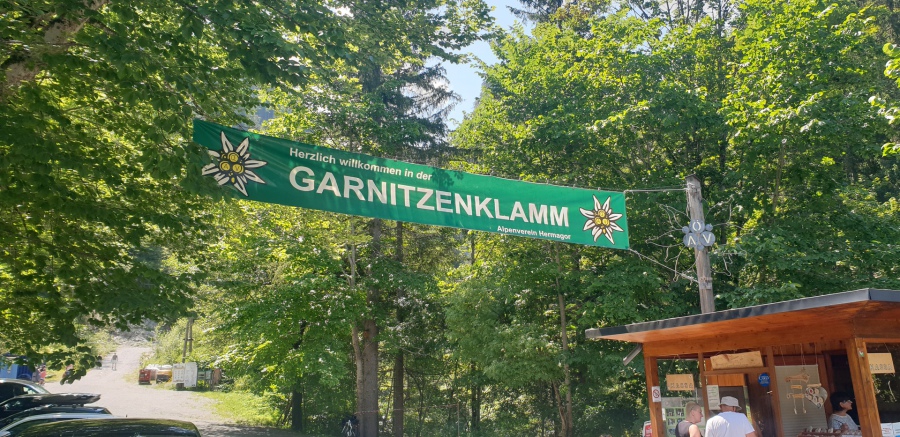 Herzlich willkommen in der
GARNITZENKLAMM
Alpenverein Hermagor
O
A V